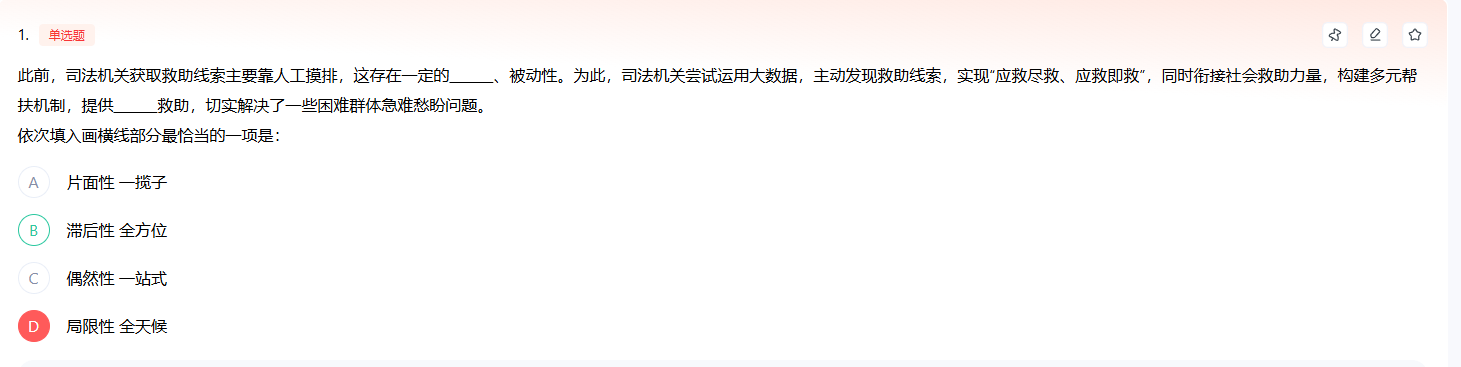 1. 单选题
此前，司法机关获取救助线索主要靠人工摸排，这存在一定的______、被动性。为此，司法机关尝试运用大数据，主动发现救助线索，实现“应救尽救、应救即救”，同时衔接社会救助力量，构建多元帮
扶机制，提供______救助，切实解决了一些困难群体急难愁盼问题。
依次填入画横线部分最恰当的一项是：
A 片面性 一揽子
B 滞后性 全方位
C 偶然性 一站式
D 局限性 全天候